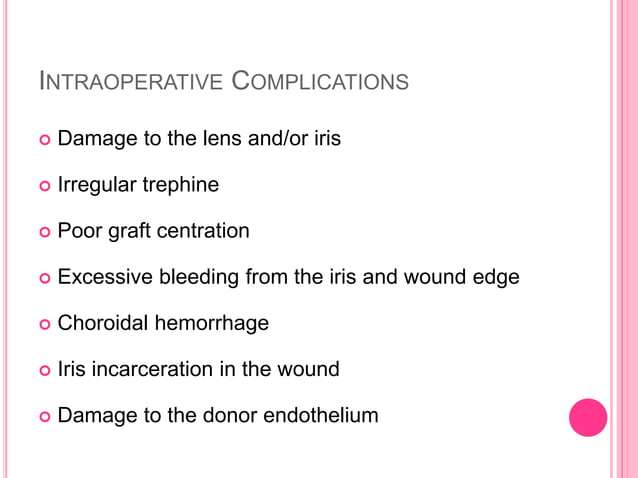 Intraoperative Complications
Damage to the lens and/or iris
Irregular trephine
Poor graft centration
Excessive bleeding from the iris and wound edge
Choroidal hemorrhage
Iris incarceration in the wound
Damage to the donor endothelium